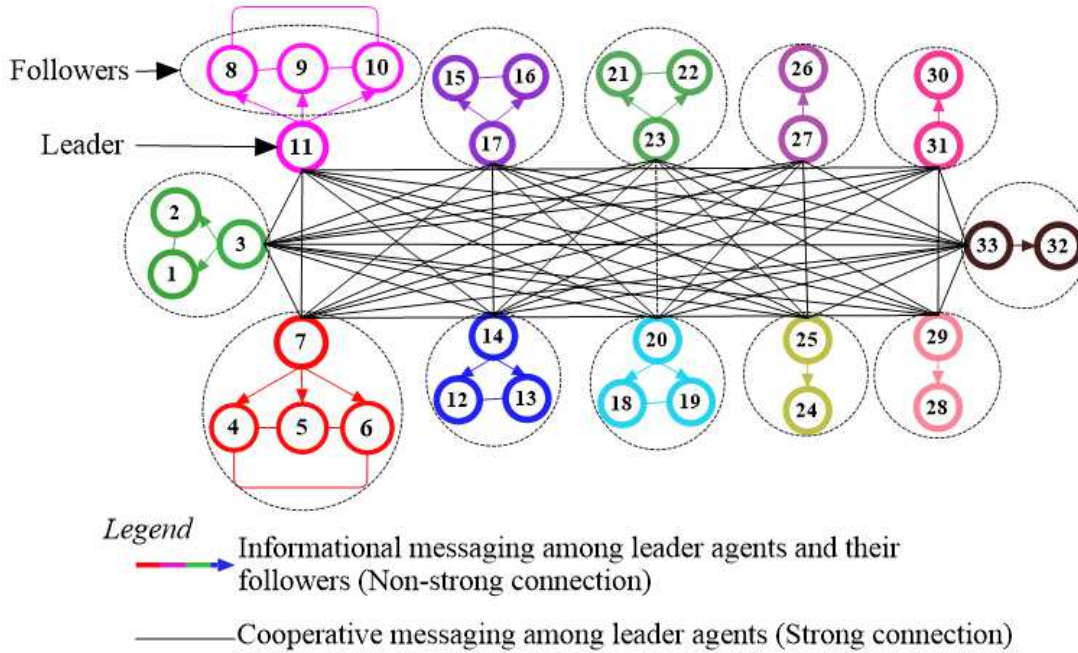 Followers
8 9 10
15 16
21 22
26
30
Leader
11
17
23
27
31
2
3
1
33 32
7
14
20
25
29
4 5 6
12 13
18 19
24
28
Legend
Informational messaging among leader agents and their
followers (Non-strong connection)
Cooperative messaging among leader agents (Strong connection)